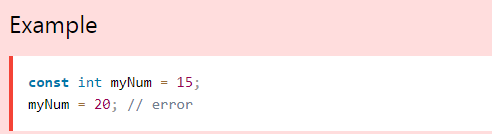 Example
const int myNum = 15;
myNum = 20; // error